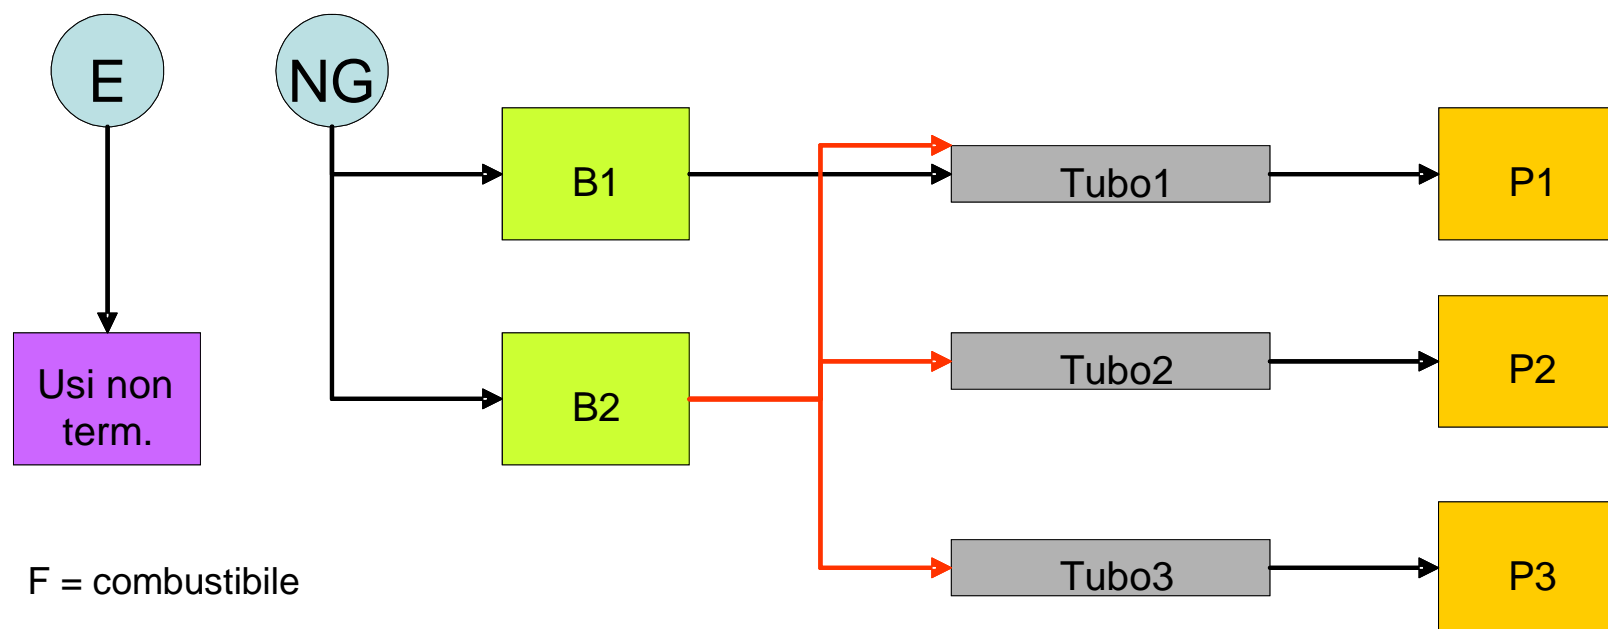 E
NG
B1
Tubo1
P1
Usi non
term.
B2
Tubo2
P2
F = combustibile
Tubo3
P3